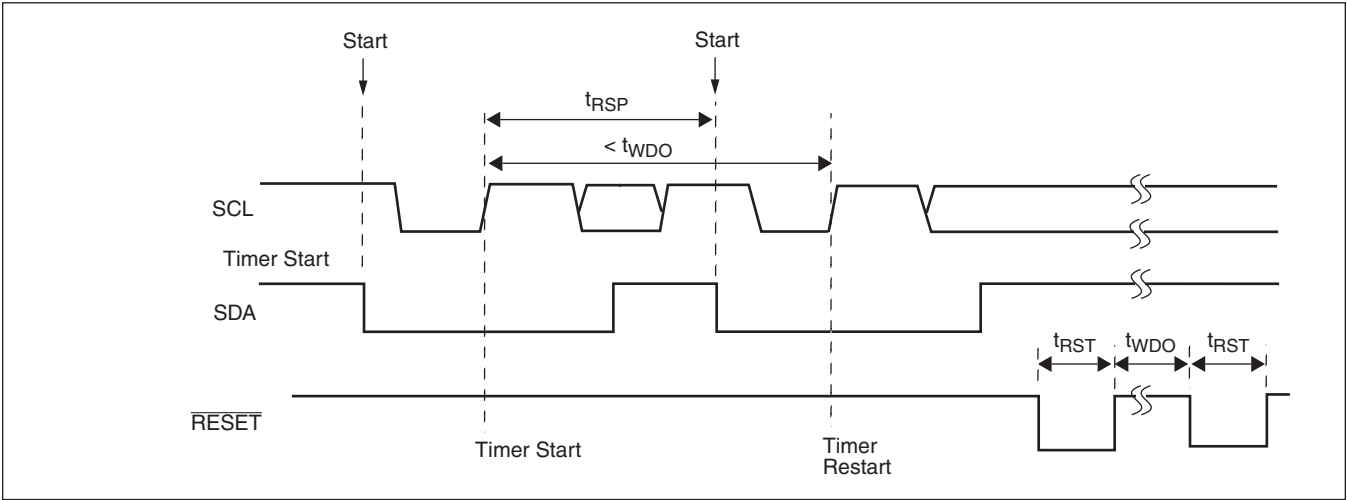 Start
Start
tRSP
< tWDO
SCL
Timer Start
SDA
tRST
tWDO
tRST
RESET
Timer Start
Timer
Restart